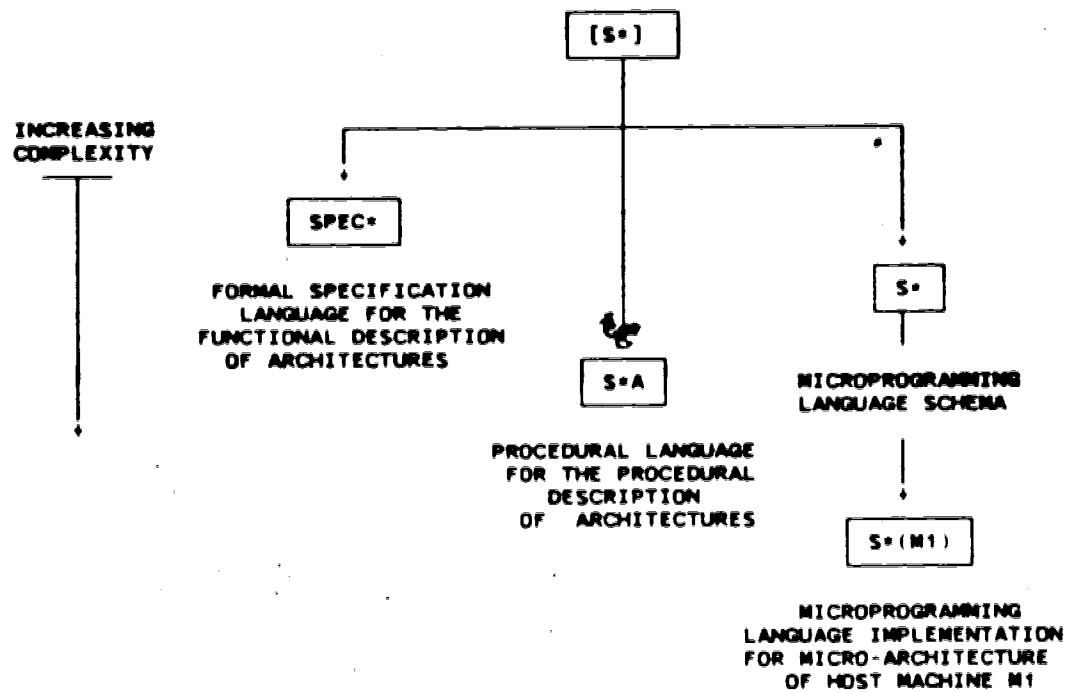 [S*]
INCREASING
COMPLEXITY
SPEC*
FORMAL SPECIFICATION
LANGUAGE FOR THE
FUNCTIONAL DESCRIPTION
OF ARCHITECTURES
S*A
PROCEDURAL LANGUAGE
FOR THE PROCEDURAL
DESCRIPTION
OF ARCHITECTURES
S*
MICROPROGRAMMING
LANGUAGE SCHEMA
S*(M1)
MICROPROGRAMMING
LANGUAGE IMPLEMENTATION
FOR MICRO-ARCHITECTURE
OF HOST MACHINE M1